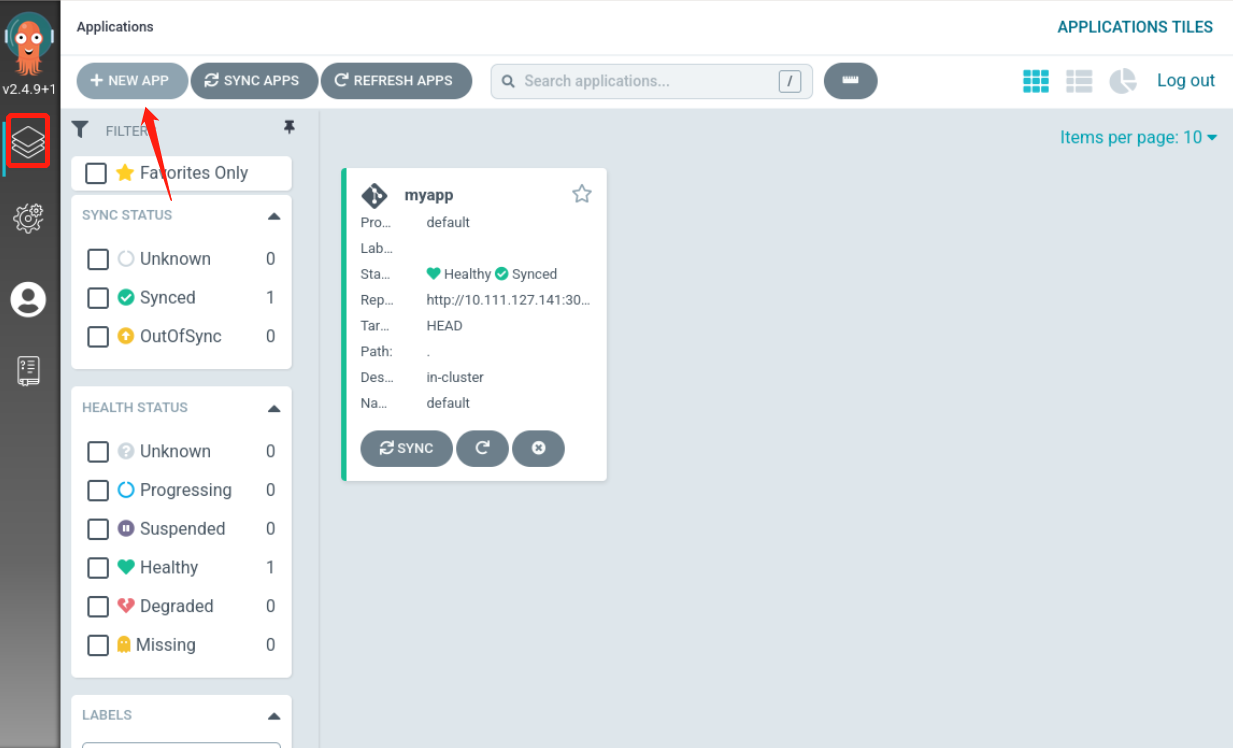 Applications
APPLICATIONS TILES
v2.4.9+1
NEW APP
SYNC APPS
REFRESH APPS
Search applications...
/
Log out
FILTER
Items per page: 10
Favorites Only
SYNC STATUS
Unknown 0
Synced 1
OutOfSync 0
HEALTH STATUS
Unknown 0
Progressing 0
Suspended 0
Healthy 1
Degraded 0
Missing 0
LABELS
myapp
Pro... default
Lab...
Sta... Healthy Synced
Rep... http://10.111.127.141:30...
Tar... HEAD
Path: .
Des... in-cluster
Na... default
SYNC